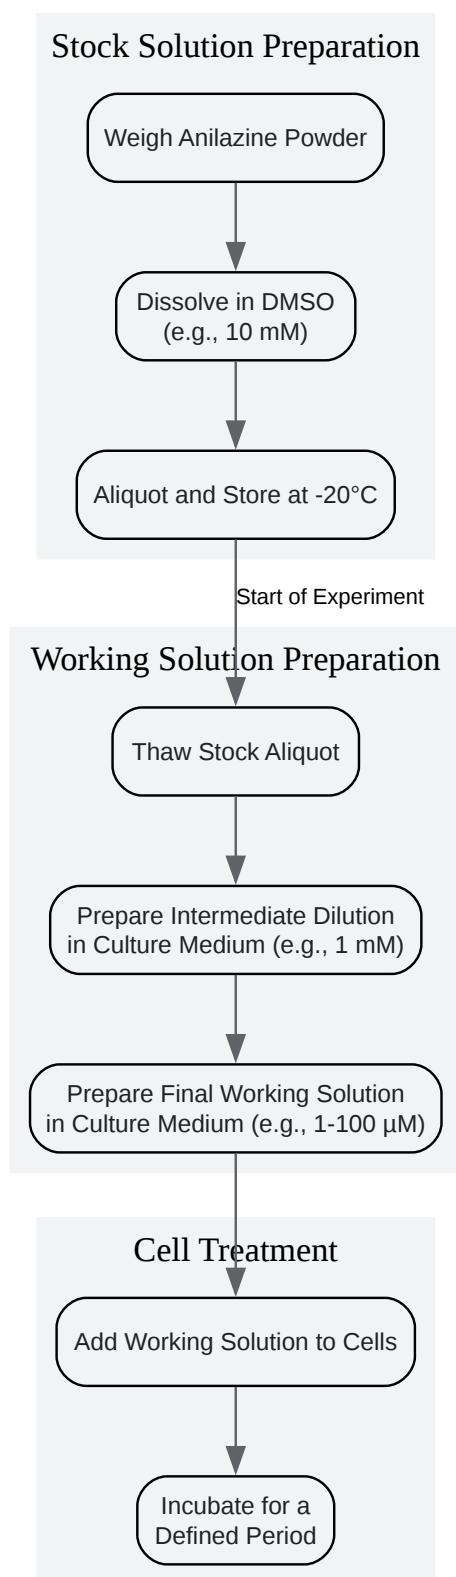 Stock Solution Preparation
Weigh Anilazine Powder
Dissolve in DMSO
(e.g., 10 mM)
Aliquot and Store at -20°C
Start of Experiment
Working Solution Preparation
Thaw Stock Aliquot
Prepare Intermediate Dilution
in Culture Medium (e.g., 1 mM)
Prepare Final Working Solution
in Culture Medium (e.g., 1-100 µM)
Cell Treatment
Add Working Solution to Cells
Incubate for a
Defined Period